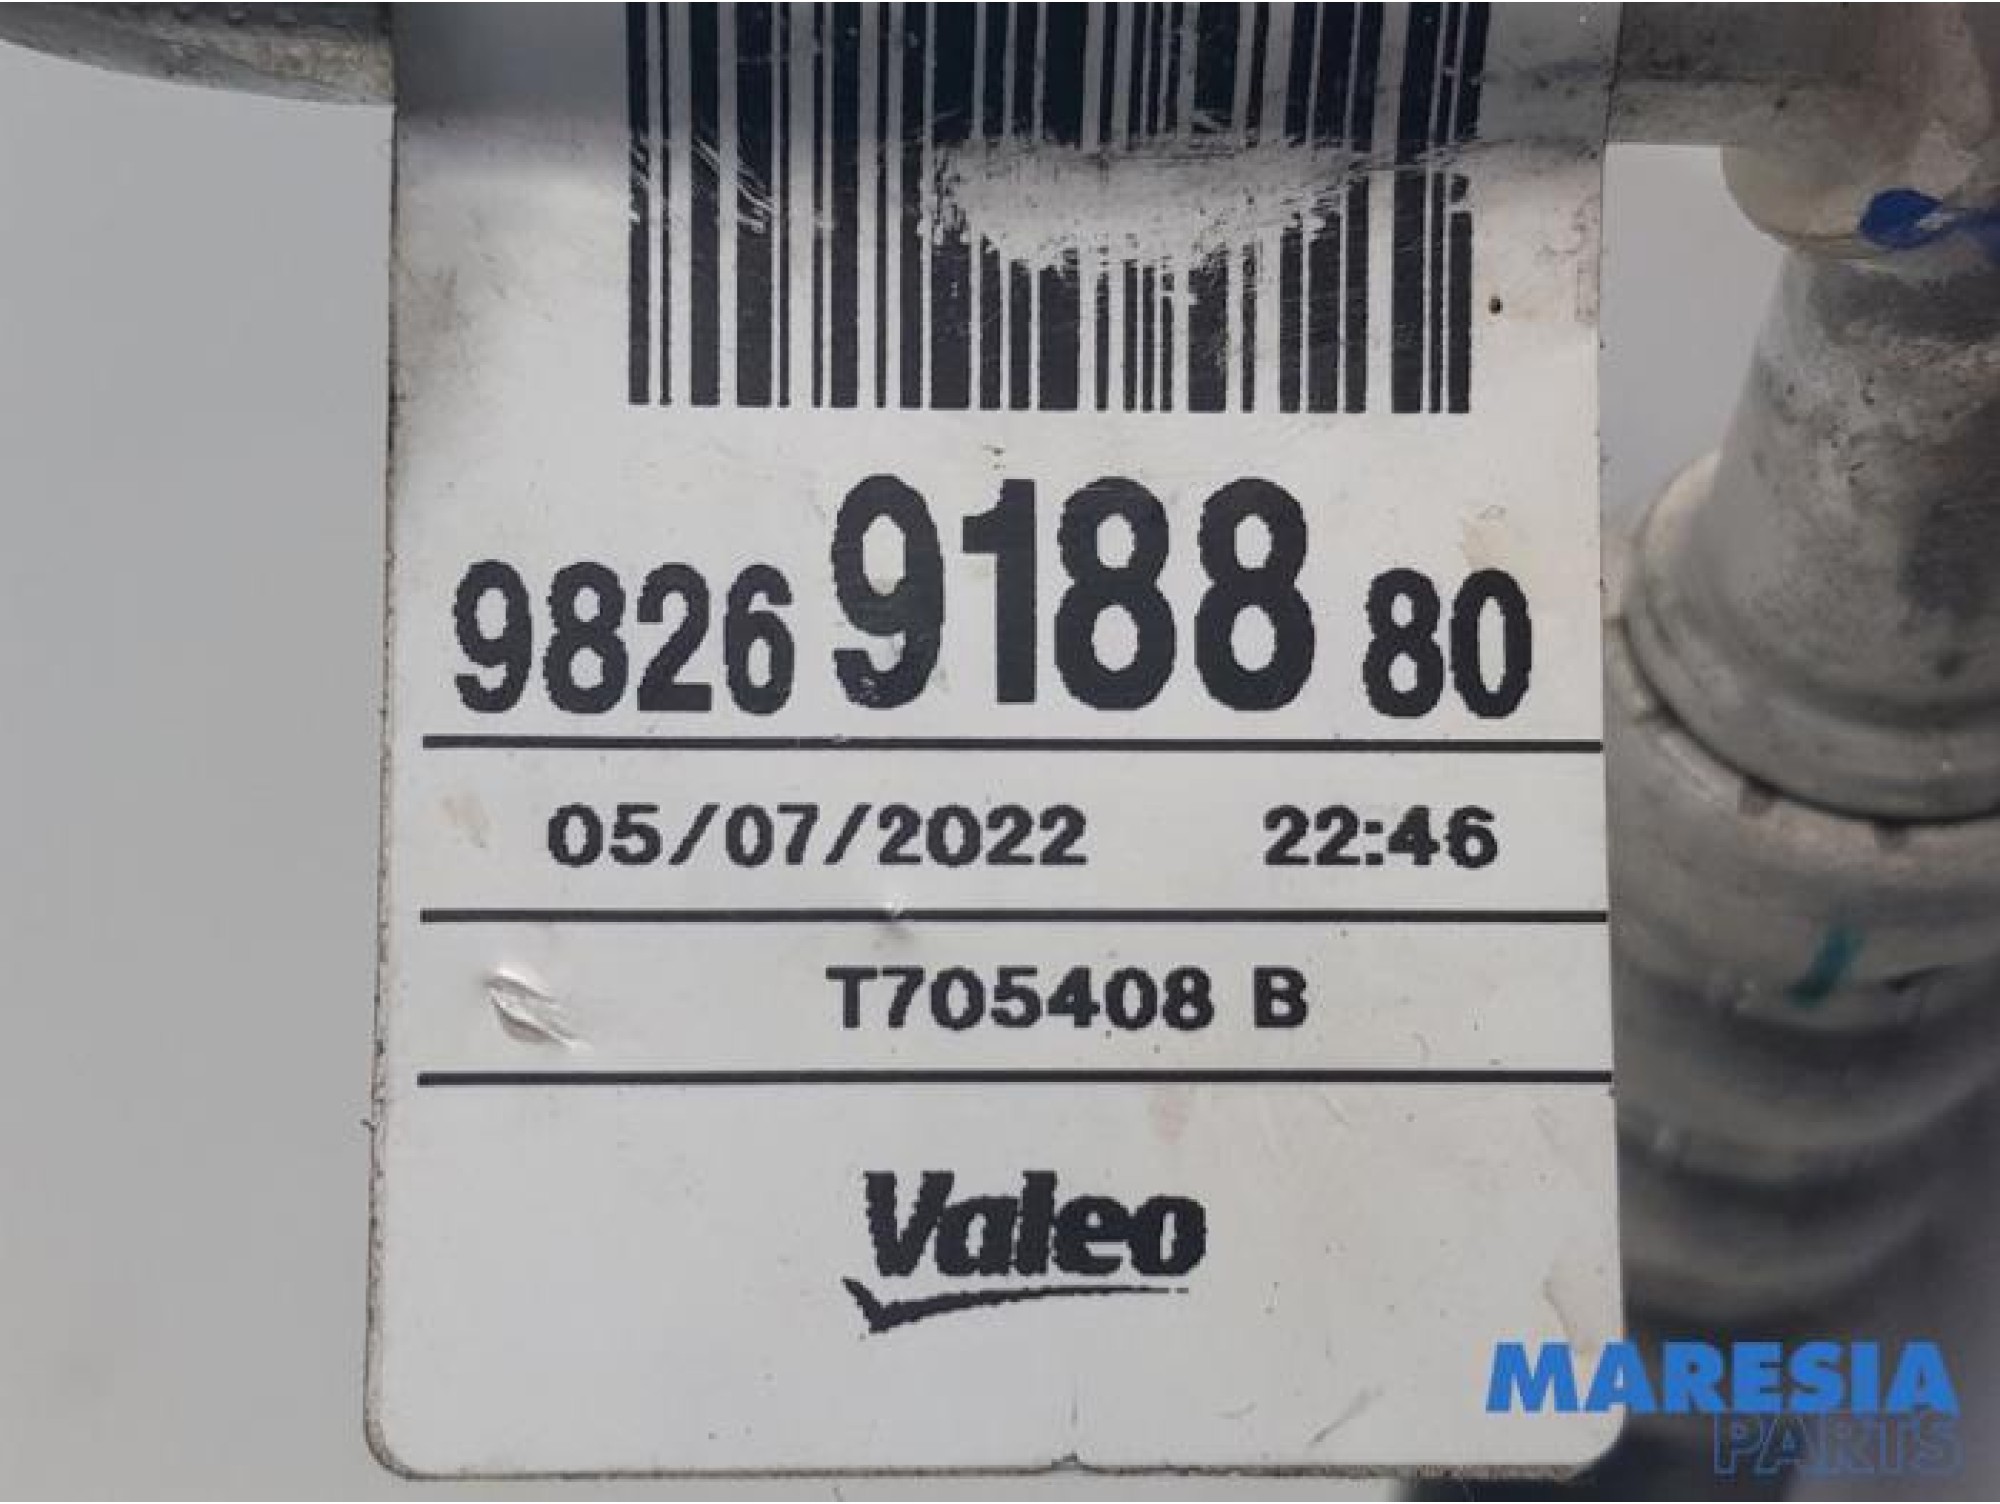 9826 9188 80
05/07/2022 22:46
T705408 B
Valeo
MARESIA
PARTS